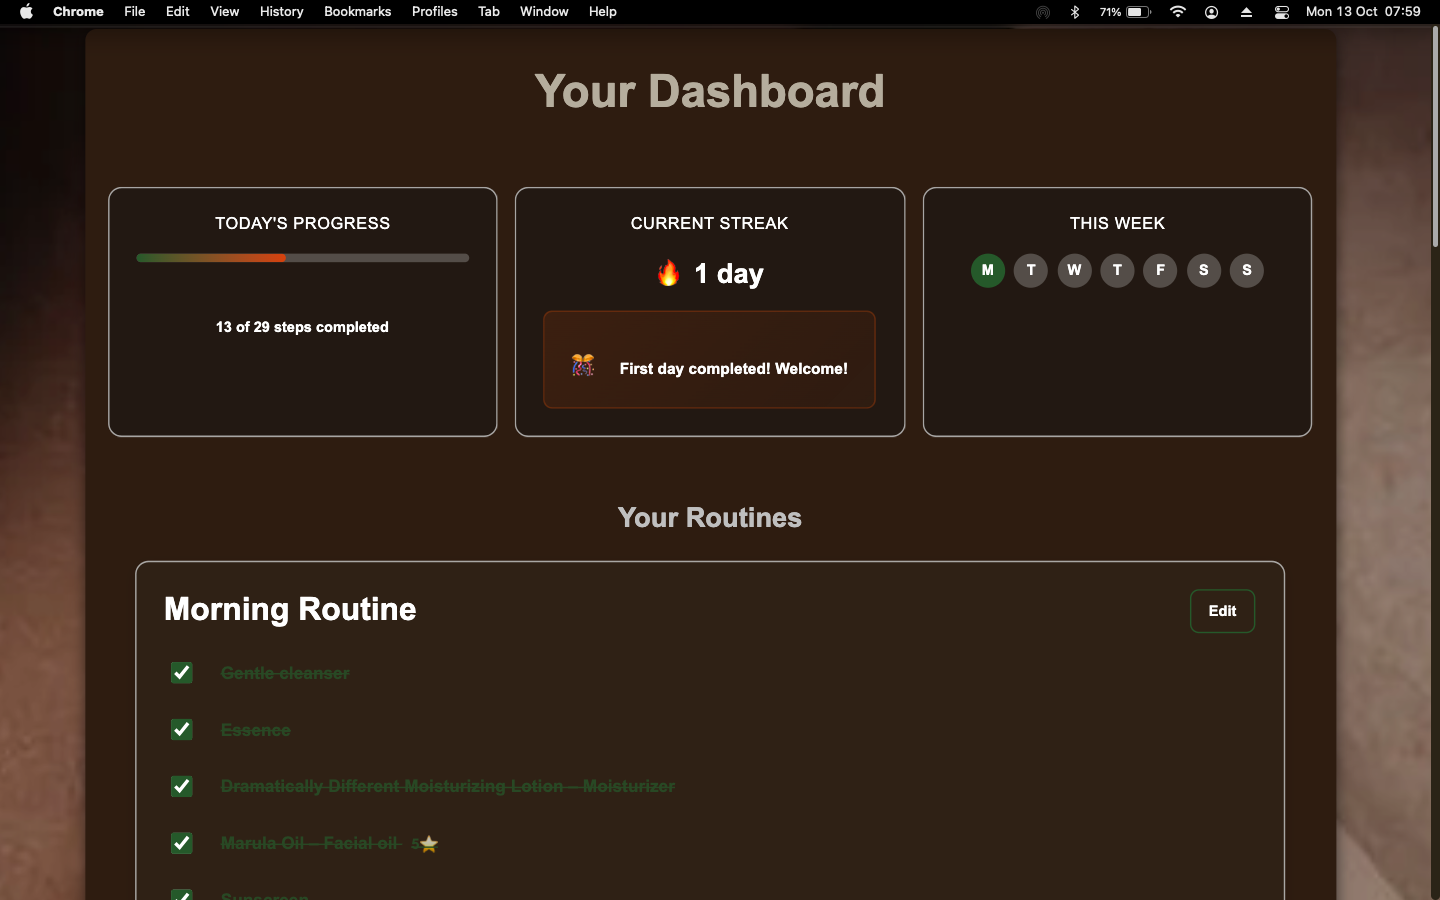 Chrome File Edit View History Bookmarks Profiles Tab Window Help 71% Mon 13 Oct 07:59
Your Dashboard
TODAY'S PROGRESS
13 of 29 steps completed
CURRENT STREAK
🔥 1 day
🎊 First day completed! Welcome!
THIS WEEK
M T W T F S S
Your Routines
Morning Routine
Edit
Gentle cleanser
Essence
Dramatically Different Moisturizing Lotion – Moisturizer
Marula Oil – Facial oil 5⭐
Sunscreen